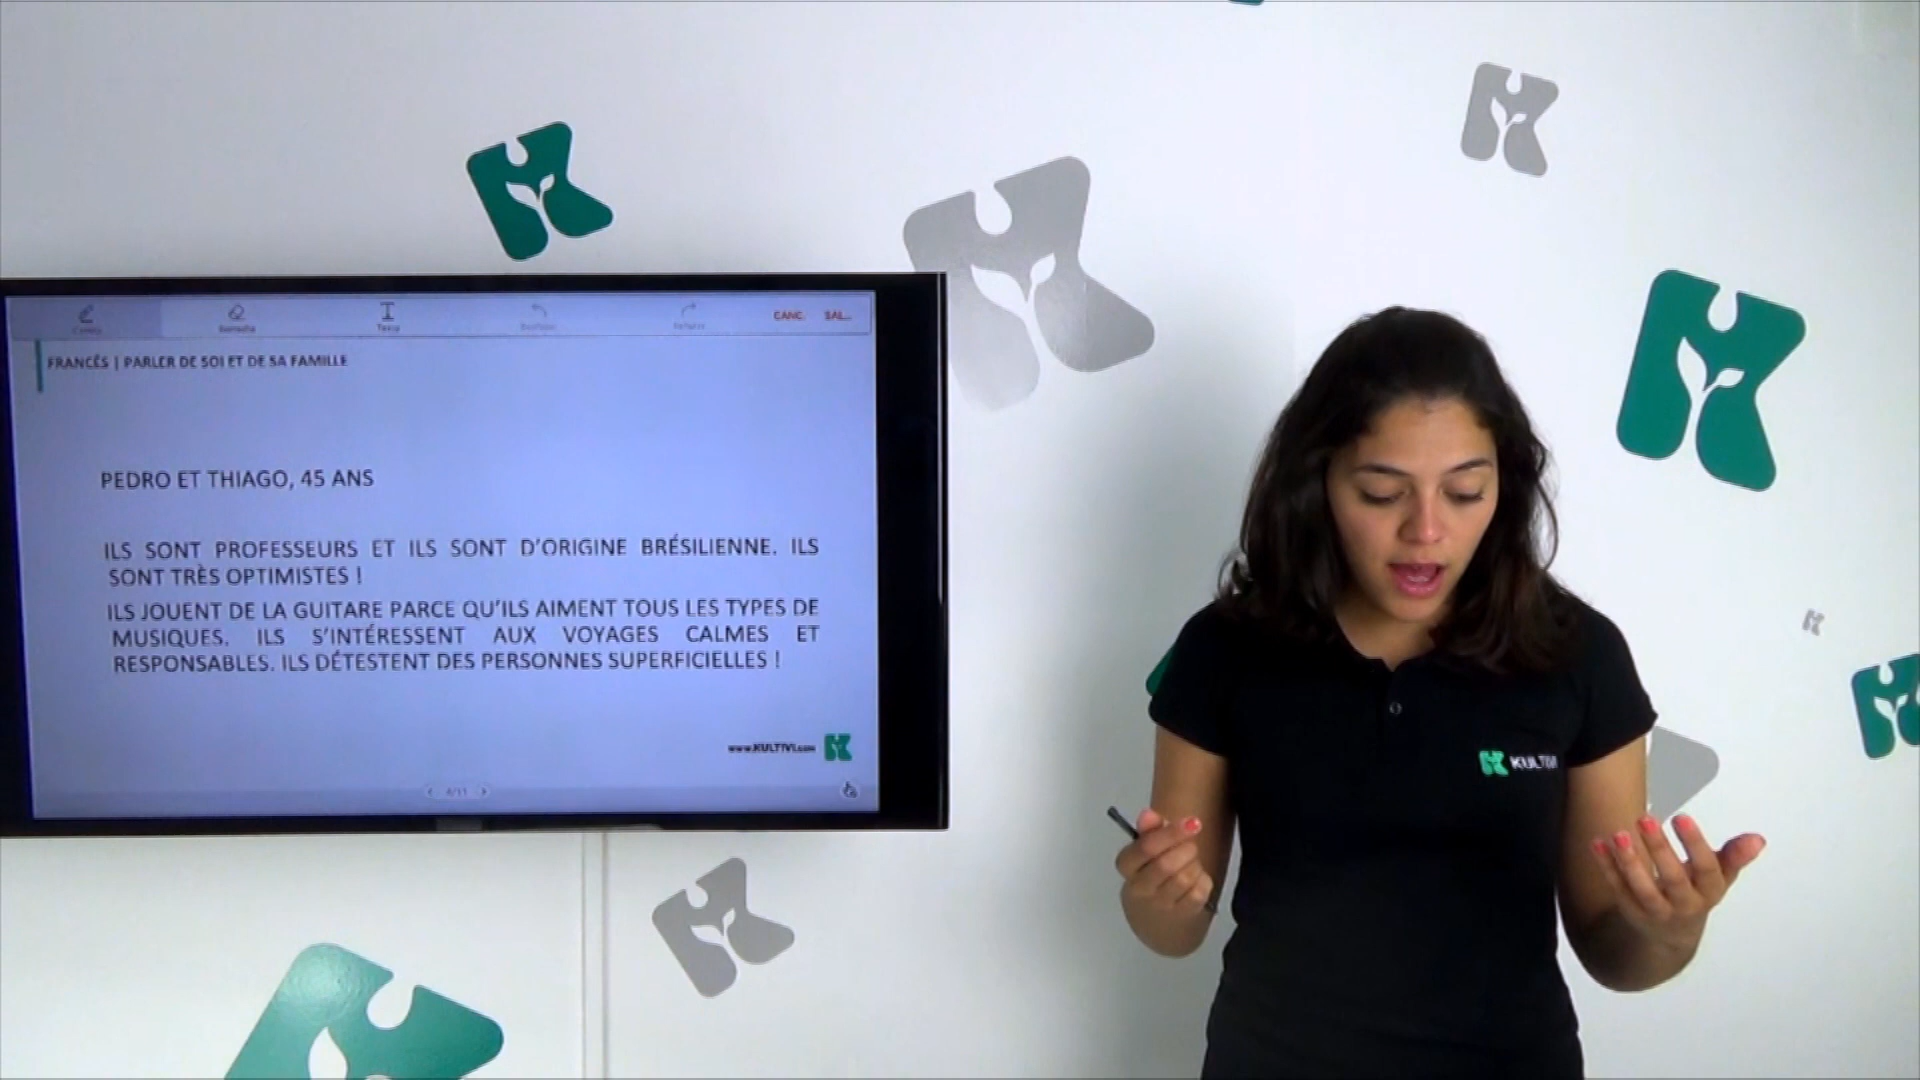 Texto
CANC. SAL...
FRANCÊS | PARLER DE SOI ET DE SA FAMILLE
PEDRO ET THIAGO, 45 ANS
ILS SONT PROFESSEURS ET ILS SONT D'ORIGINE BRÉSILIENNE. ILS
SONT TRÈS OPTIMISTES !
ILS JOUENT DE LA GUITARE PARCE QU'ILS AIMENT TOUS LES TYPES DE
MUSIQUES. ILS S'INTÉRESSENT AUX VOYAGES CALMES ET
RESPONSABLES. ILS DÉTESTENT DES PERSONNES SUPERFICIELLES !
www.KULTIVI.com
KULTIVI